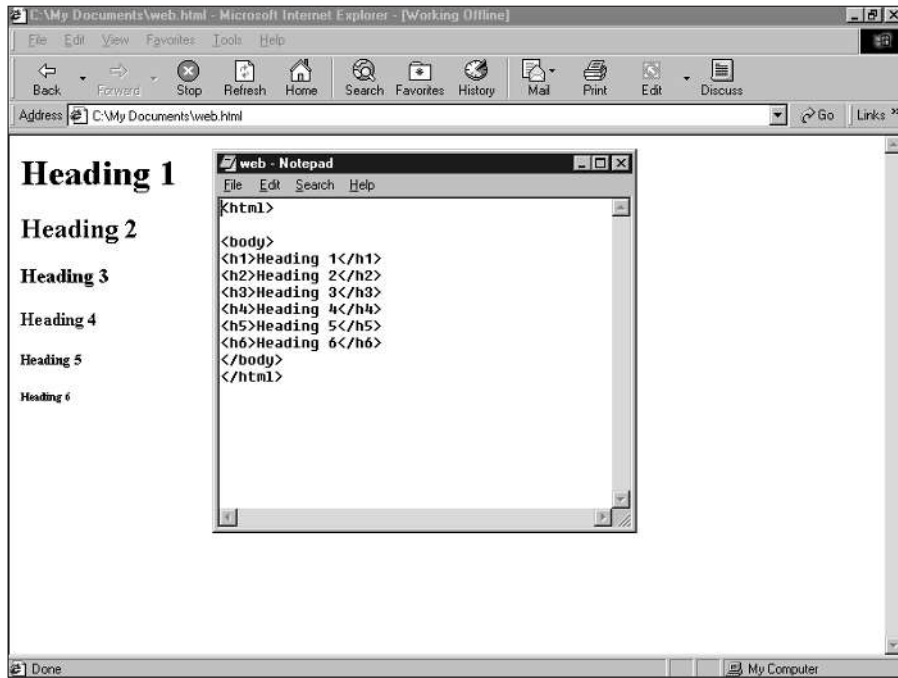 C:\My Documents\web.html - Microsoft Internet Explorer - [Working Offline]
File Edit View Favorites Tools Help
Back Forward Stop Refresh Home Search Favorites History Mail Print Edit Discuss
Address C:\My Documents\web.html Go Links »
Heading 1
Heading 2
Heading 3
Heading 4
Heading 5
Heading 6
web - Notepad
File Edit Search Help
<html>
<body>
<h1>Heading 1</h1>
<h2>Heading 2</h2>
<h3>Heading 3</h3>
<h4>Heading 4</h4>
<h5>Heading 5</h5>
<h6>Heading 6</h6>
</body>
</html>
Done My Computer